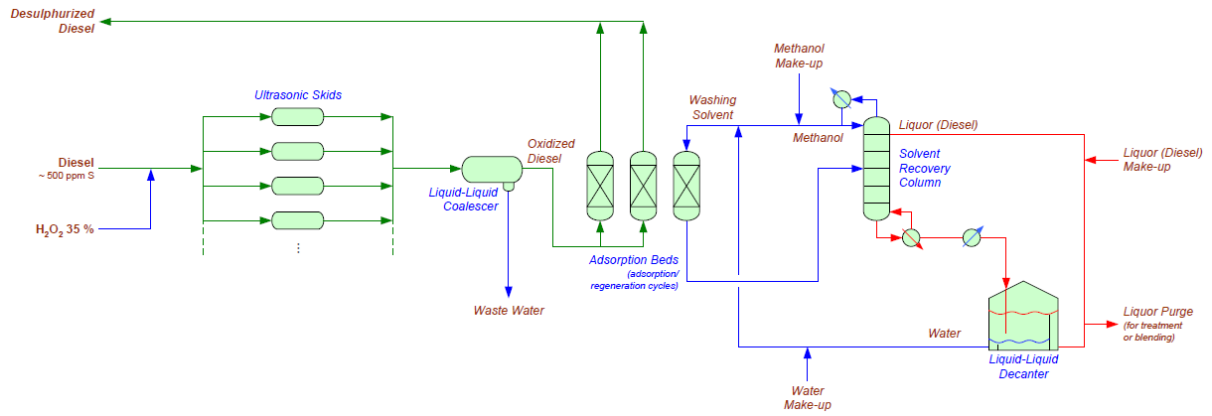 Desulphurized
Diesel
Ultrasonic Skids
Diesel
~ 500 ppm S
H₂O₂ 35 %
⋮
Oxidized
Diesel
Liquid-Liquid
Coalescer
Waste Water
Adsorption Beds
(adsorption/
regeneration cycles)
Washing
Solvent
Methanol
Make-up
Methanol
Liquor (Diesel)
Solvent
Recovery
Column
Liquor (Diesel)
Make-up
Water
Liquid-Liquid
Decanter
Water
Make-up
Liquor Purge
(for treatment
or blending)